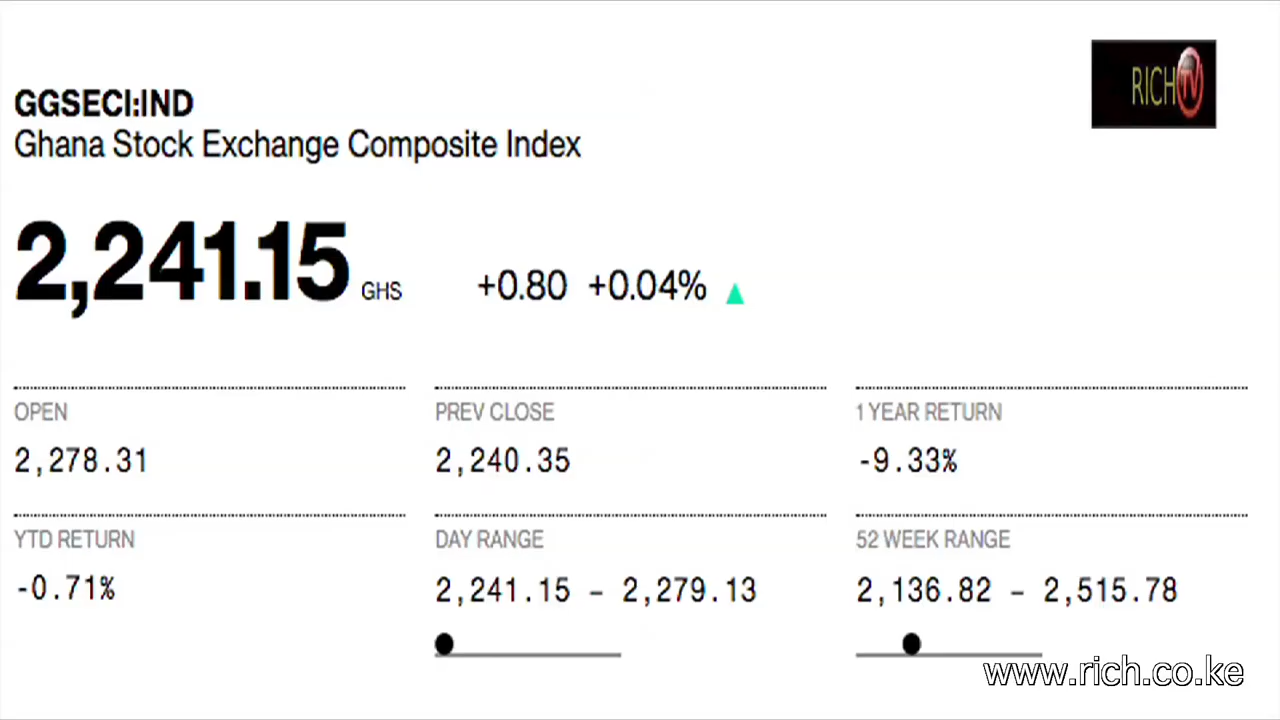 RICH TV
GGSECI:IND
Ghana Stock Exchange Composite Index
2,241.15 GHS +0.80 +0.04% ▲
OPEN PREV CLOSE 1 YEAR RETURN
2,278.31 2,240.35 -9.33%
YTD RETURN DAY RANGE 52 WEEK RANGE
-0.71% 2,241.15 – 2,279.13 2,136.82 – 2,515.78
www.rich.co.ke